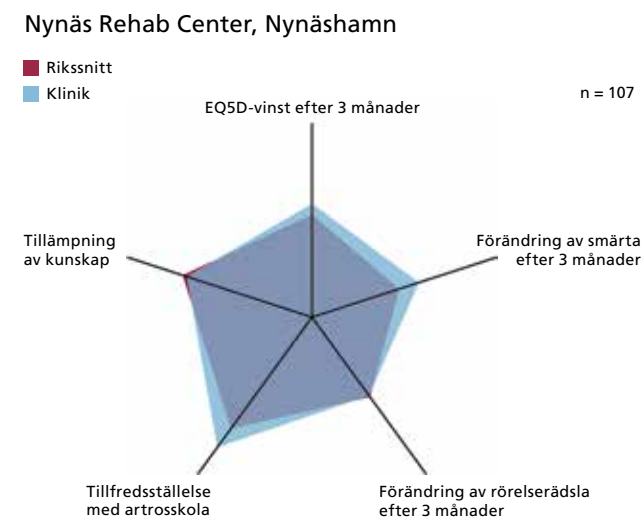 Nynäs Rehab Center, Nynäshamn
Rikssnitt
Klinik
n = 107
EQ5D-vinst efter 3 månader
Tillämpning
av kunskap
Förändring av smärta
efter 3 månader
Tillfredsställelse
med artrosskola
Förändring av rörelserädsla
efter 3 månader